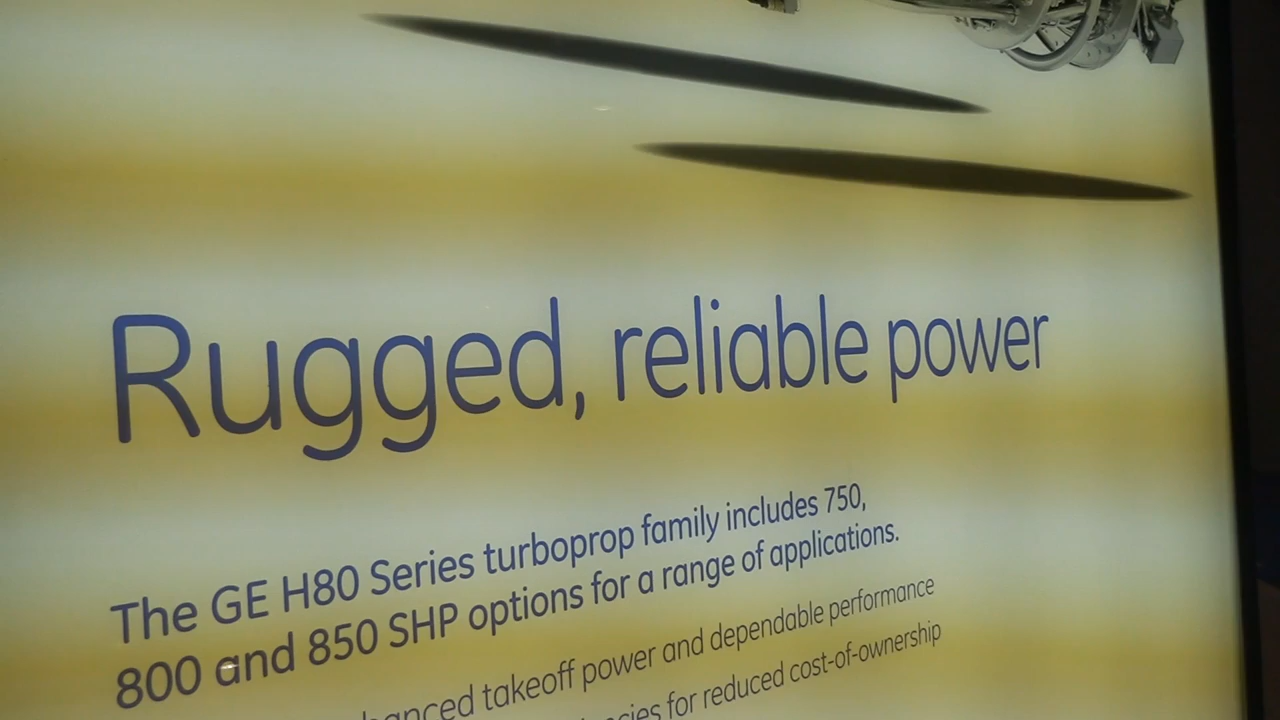 Rugged, reliable power
The GE H80 Series turboprop family includes 750,
800 and 850 SHP options for a range of applications.
takeoff power and dependable performance
for reduced cost-of-ownership